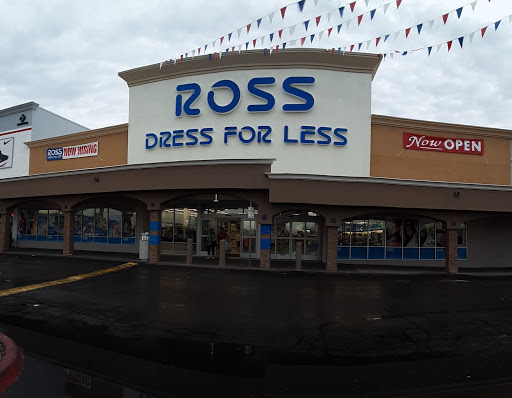 ROSS
DRESS FOR LESS
ROSS NOW HIRING
Now OPEN